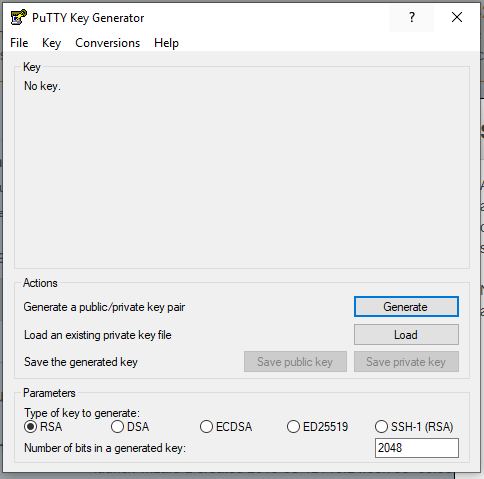 PuTTY Key Generator
?
File Key Conversions Help
Key
No key.
Actions
Generate a public/private key pair
Generate
Load an existing private key file
Load
Save the generated key
Save public key
Save private key
Parameters
Type of key to generate:
RSA DSA ECDSA ED25519 SSH-1 (RSA)
Number of bits in a generated key:
2048